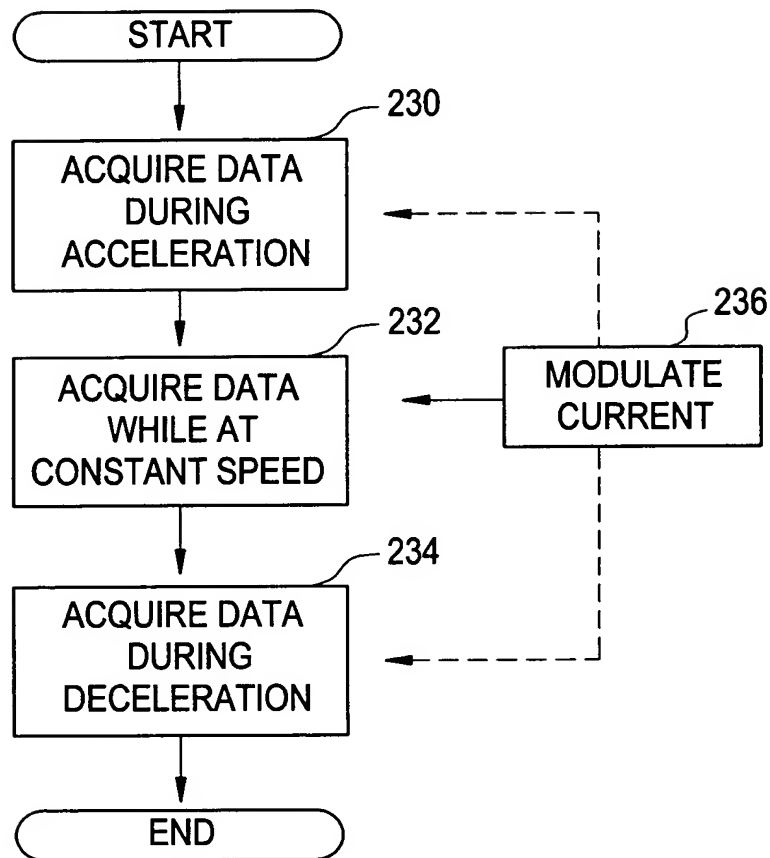 START
230
ACQUIRE DATA
DURING
ACCELERATION
232
236
ACQUIRE DATA
WHILE AT
CONSTANT SPEED
MODULATE
CURRENT
234
ACQUIRE DATA
DURING
DECELERATION
END